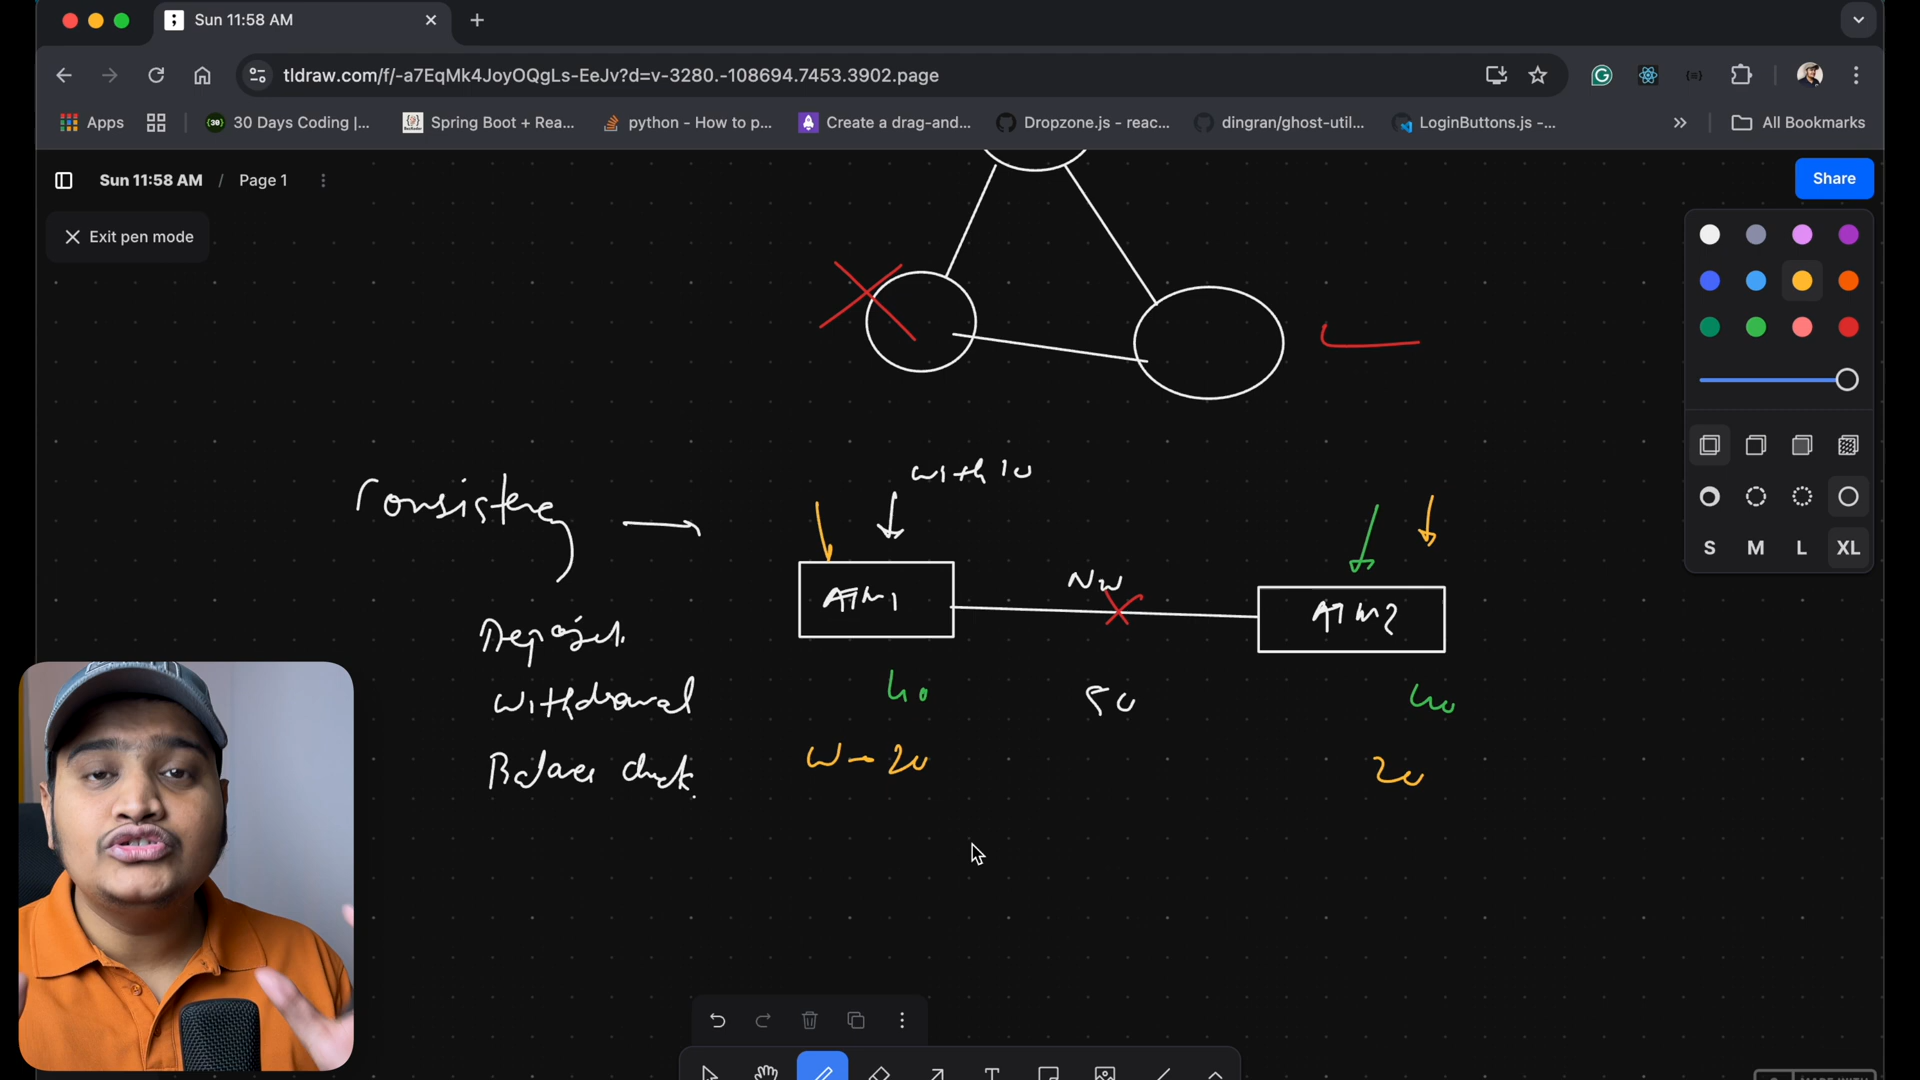 Sun 11:58 AM
tldraw.com/f/-a7EqMk4JoyOQgLs-EeJv?d=v-3280.-108694.7453.3902.page
Apps
30 Days Coding |...
Spring Boot + Rea...
python - How to p...
Create a drag-and...
Dropzone.js - reac...
dingran/ghost-util...
LoginButtons.js -...
All Bookmarks
Sun 11:58 AM / Page 1
Share
Exit pen mode
with 10
Consistency
NW
ATM1
ATM2
Deposit.
S M L XL
Withdrawal
40
50
40
Balance check.
W - 20
20